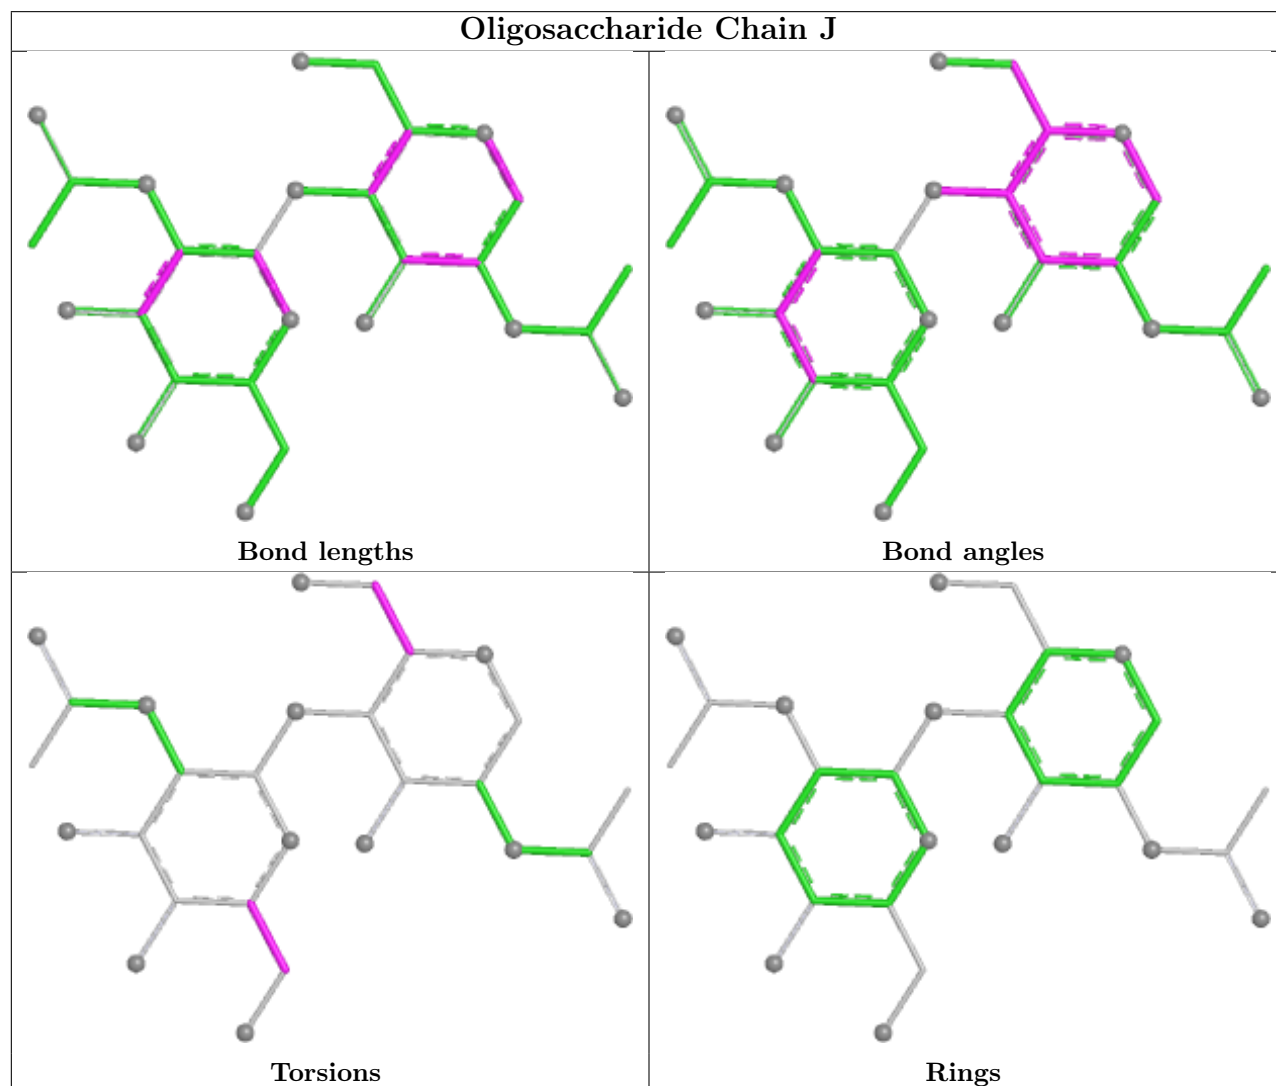 Oligosaccharide Chain J
Bond lengths
Bond angles
Torsions
Rings